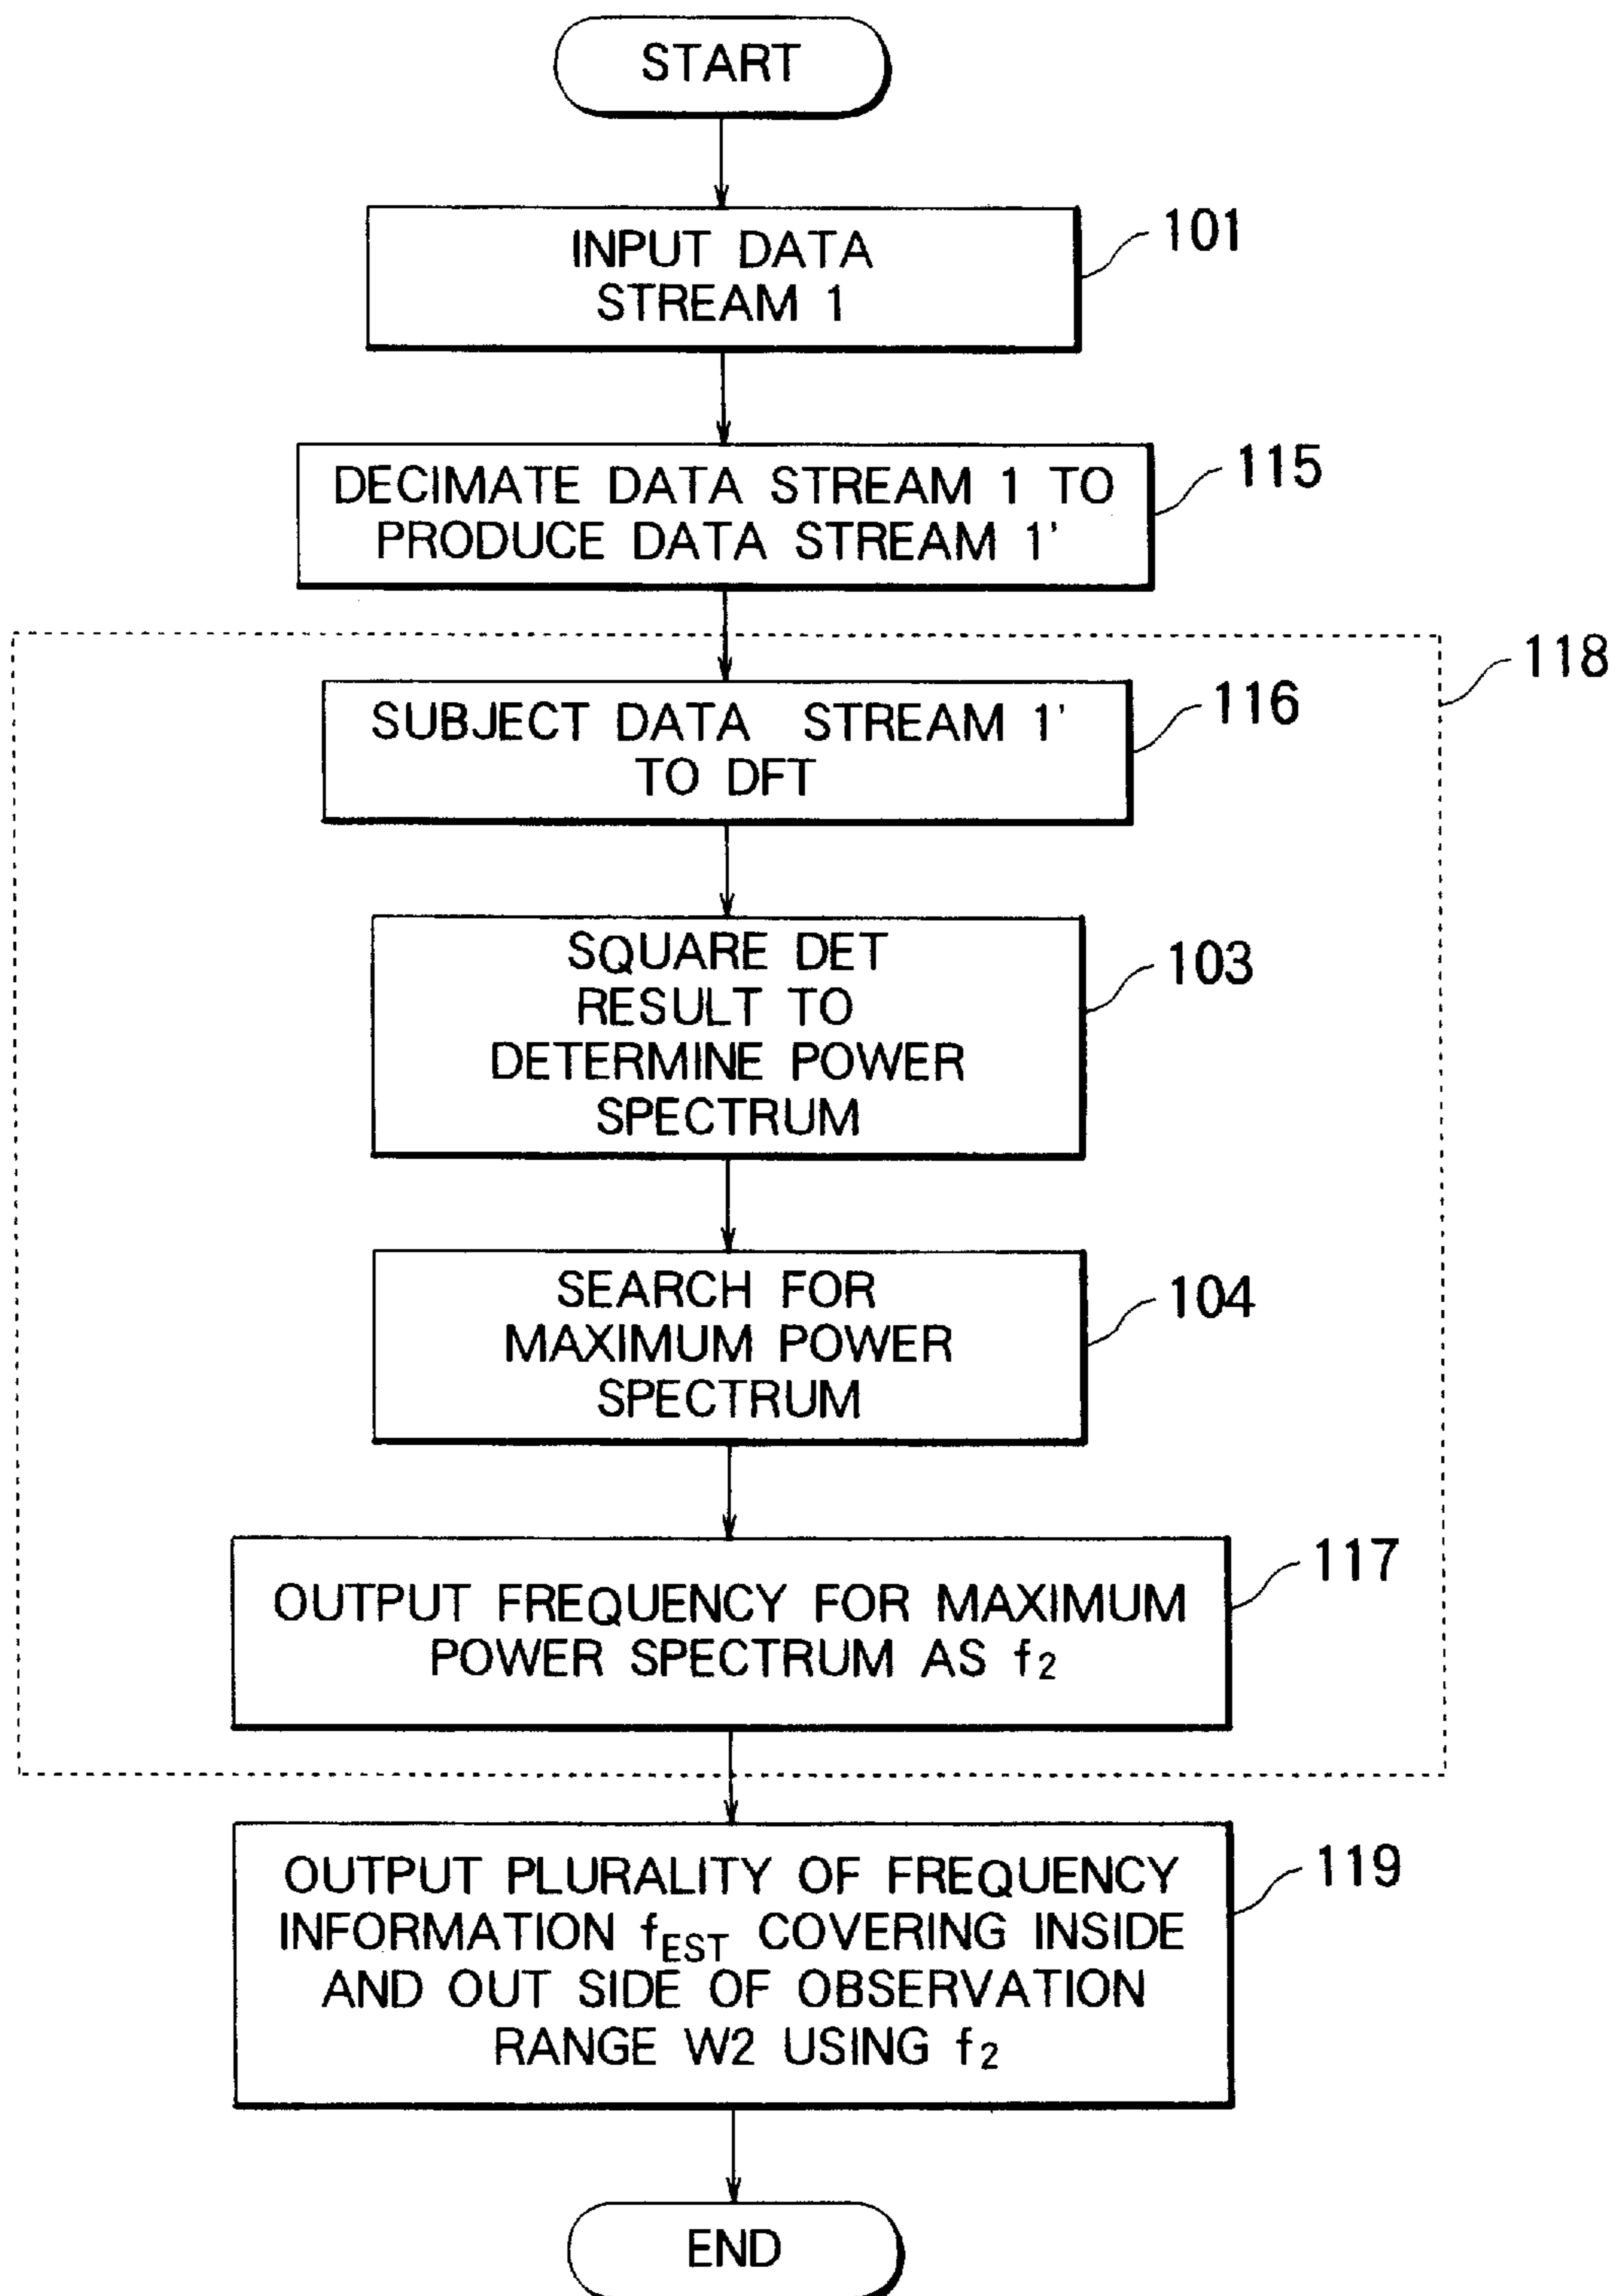 START
INPUT DATA
STREAM 1
101
DECIMATE DATA STREAM 1 TO
PRODUCE DATA STREAM 1'
115
118
SUBJECT DATA STREAM 1'
TO DFT
116
SQUARE DET
RESULT TO
DETERMINE POWER
SPECTRUM
103
SEARCH FOR
MAXIMUM POWER
SPECTRUM
104
OUTPUT FREQUENCY FOR MAXIMUM
POWER SPECTRUM AS f₂
117
OUTPUT PLURALITY OF FREQUENCY
INFORMATION f_EST COVERING INSIDE
AND OUT SIDE OF OBSERVATION
RANGE W2 USING f₂
119
END